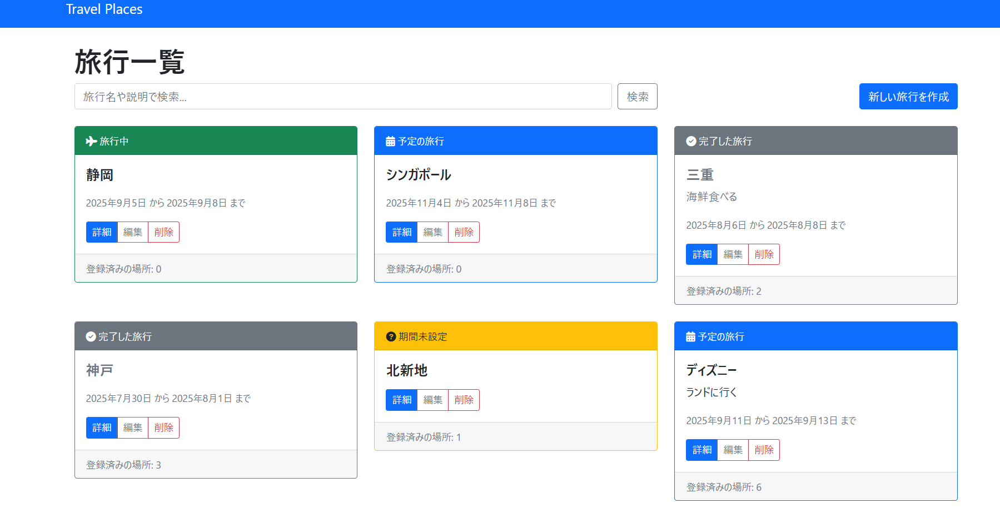 Travel Places
旅行一覧
旅行名や説明で検索...
検索
新しい旅行を作成
旅行中
静岡
2025年9月5日 から 2025年9月8日 まで
詳細 編集 削除
登録済みの場所: 0
予定の旅行
シンガポール
2025年11月4日 から 2025年11月8日 まで
詳細 編集 削除
登録済みの場所: 0
完了した旅行
三重
海鮮食べる
2025年8月6日 から 2025年8月8日 まで
詳細 編集 削除
登録済みの場所: 2
完了した旅行
神戸
2025年7月30日 から 2025年8月1日 まで
詳細 編集 削除
登録済みの場所: 3
期間未設定
北新地
詳細 編集 削除
登録済みの場所: 1
予定の旅行
ディズニー
ランドに行く
2025年9月11日 から 2025年9月13日 まで
詳細 編集 削除
登録済みの場所: 6